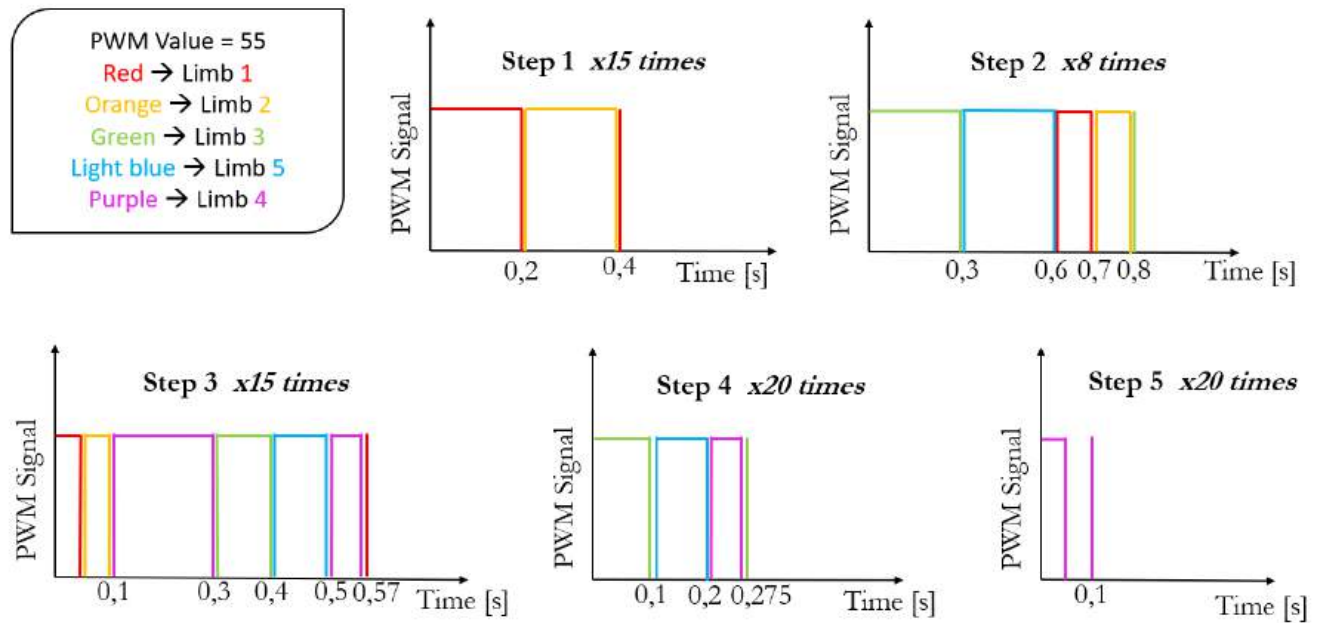 PWM Value = 55
Red → Limb 1
Orange → Limb 2
Green → Limb 3
Light blue → Limb 5
Purple → Limb 4
Step 1 x15 times
PWM Signal
0,2
0,4
Time [s]
Step 2 x8 times
PWM Signal
0,3
0,6
0,7
0,8
Time [s]
Step 3 x15 times
PWM Signal
0,1
0,3
0,4
0,5
0,57
Time [s]
Step 4 x20 times
PWM Signal
0,1
0,2
0,275
Time [s]
Step 5 x20 times
PWM Signal
0,1
Time [s]